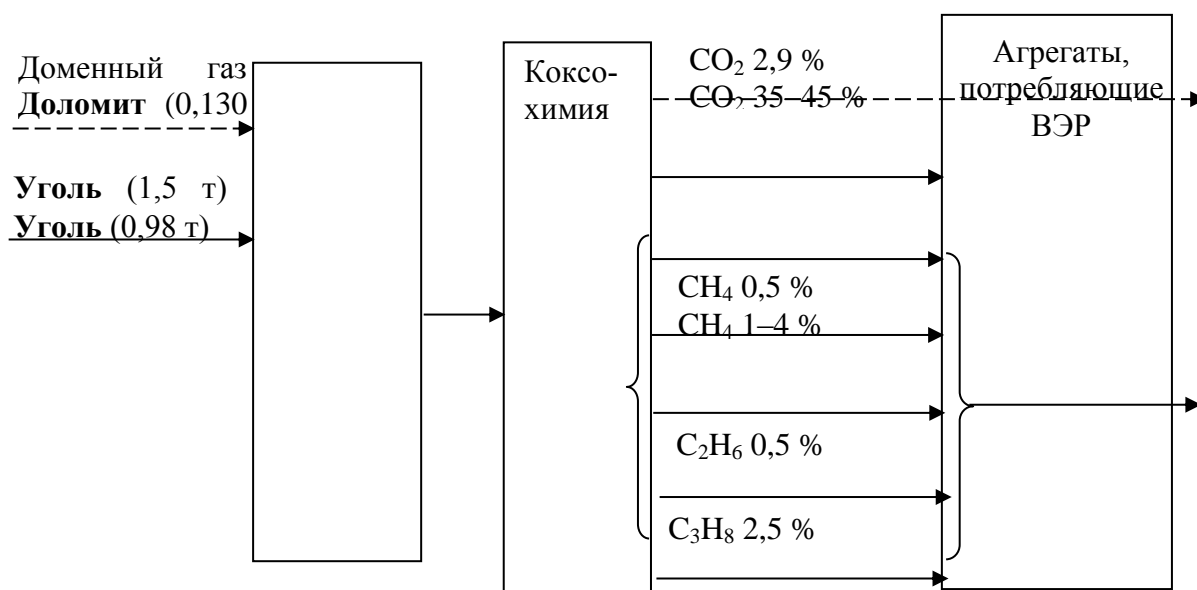 Доменный газ
Доломит (0,130
Уголь (1,5 т)
Уголь (0,98 т)
Коксо-
химия
CO₂ 2,9 %
CO₂ 35–45 %
CH₄ 0,5 %
CH₄ 1–4 %
C₂H₆ 0,5 %
C₃H₈ 2,5 %
Агрегаты,
потребляющие
ВЭР